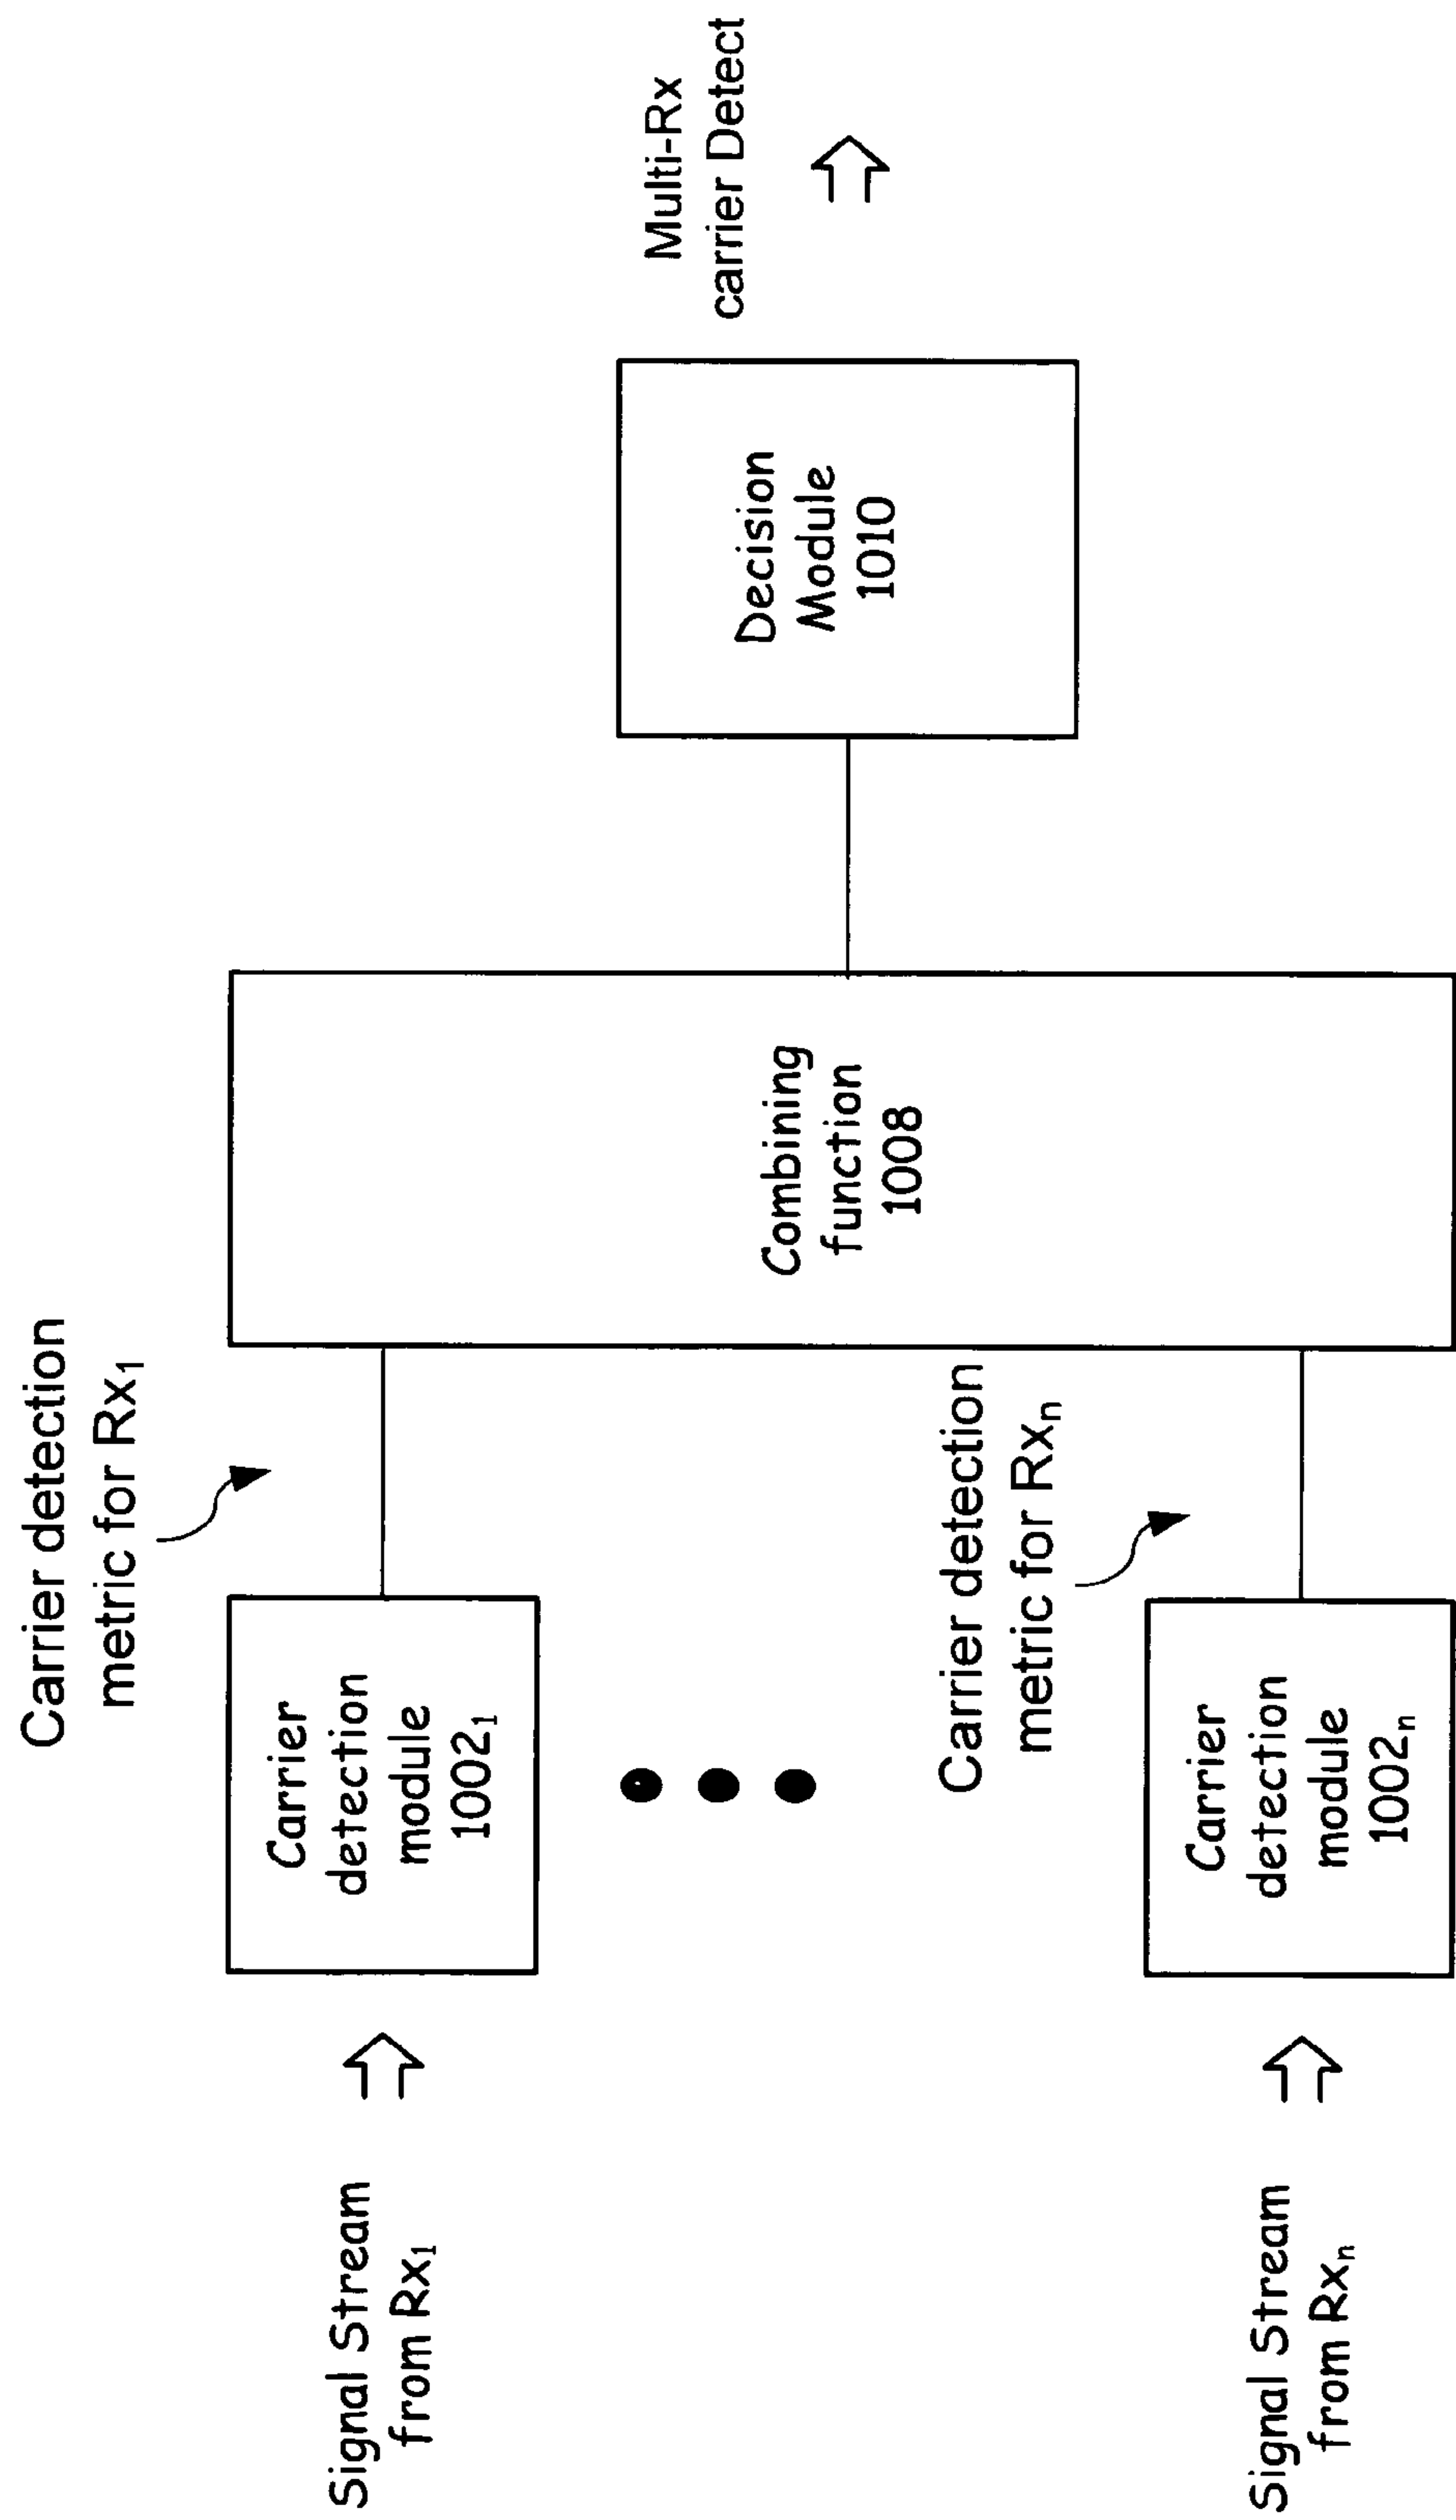 Carrier detection
metric for Rx1
Signal Stream
from Rx1
Carrier
detection
module
10021
Carrier detection
metric for Rxn
Signal Stream
from Rxn
Carrier
detection
module
1002n
Combining
function
1008
Decision
Module
1010
Multi-Rx
carrier Detect